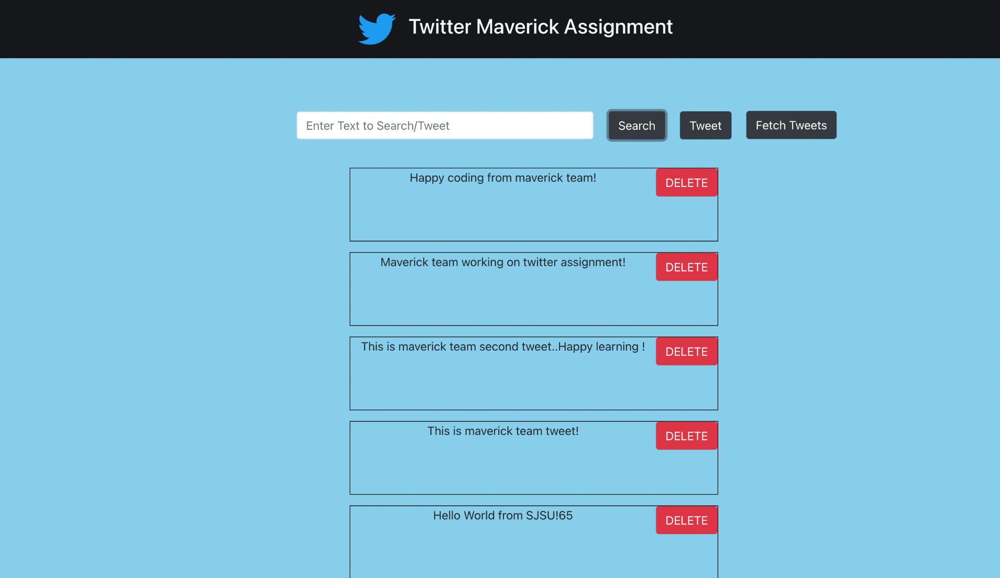 Twitter Maverick Assignment
Enter Text to Search/Tweet
Search
Tweet
Fetch Tweets
Happy coding from maverick team!
DELETE
Maverick team working on twitter assignment!
DELETE
This is maverick team second tweet..Happy learning !
DELETE
This is maverick team tweet!
DELETE
Hello World from SJSU!65
DELETE